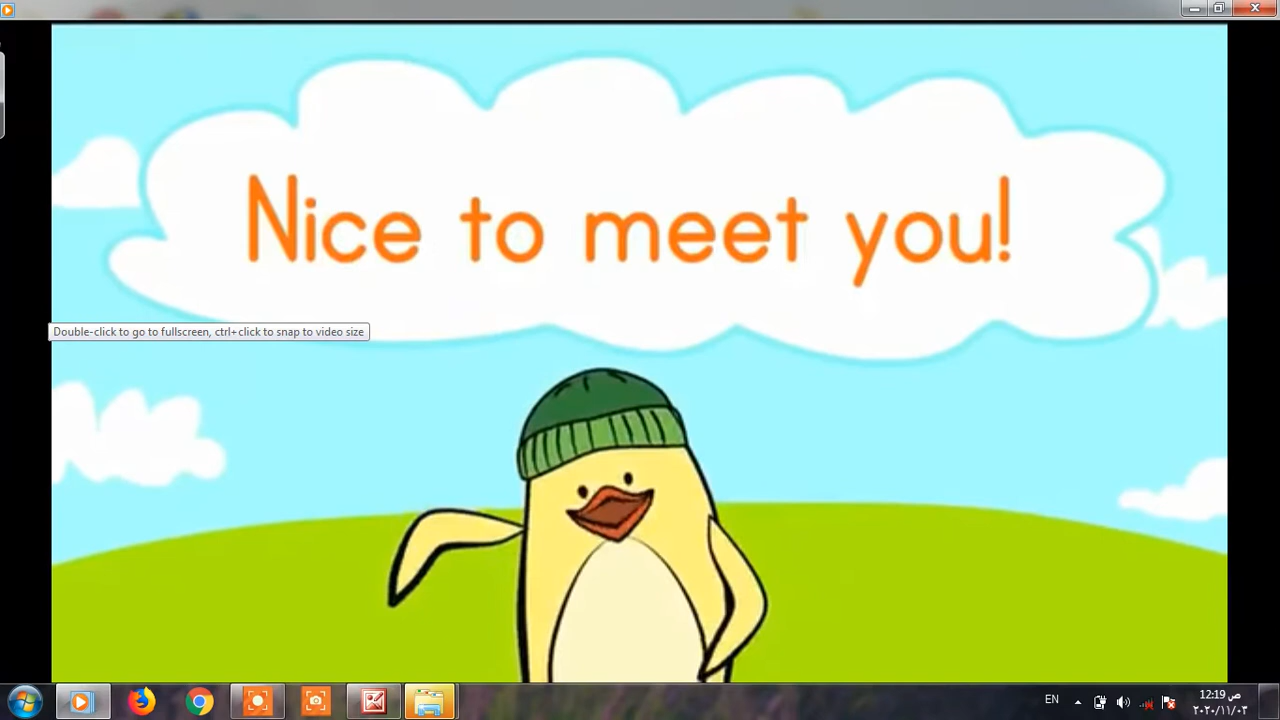 Nice to meet you!
Double-click to go to fullscreen, ctrl+click to snap to video size
EN
12:19 ص
٢٠٢٠/١١/٠٣